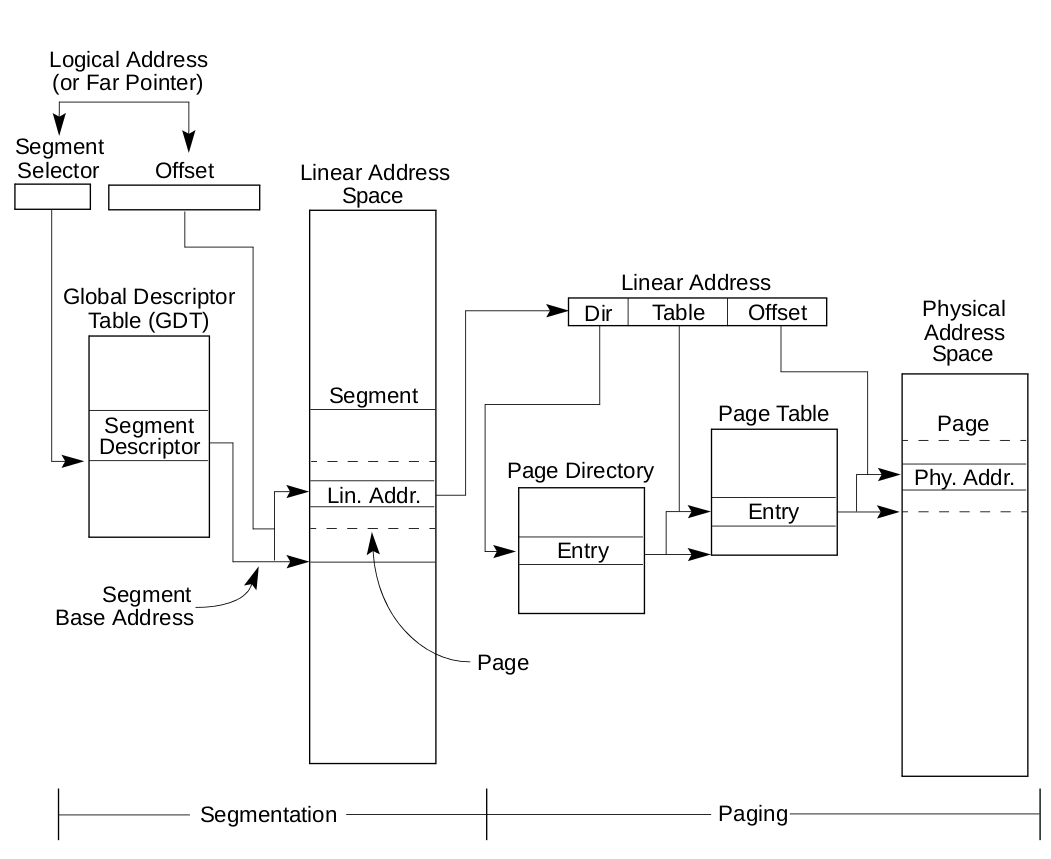 Logical Address
(or Far Pointer)
Segment
Selector
Offset
Linear Address
Space
Global Descriptor
Table (GDT)
Segment
Descriptor
Segment
Lin. Addr.
Segment
Base Address
Page
Linear Address
Dir
Table
Offset
Page Directory
Entry
Page Table
Entry
Physical
Address
Space
Page
Phy. Addr.
Segmentation
Paging